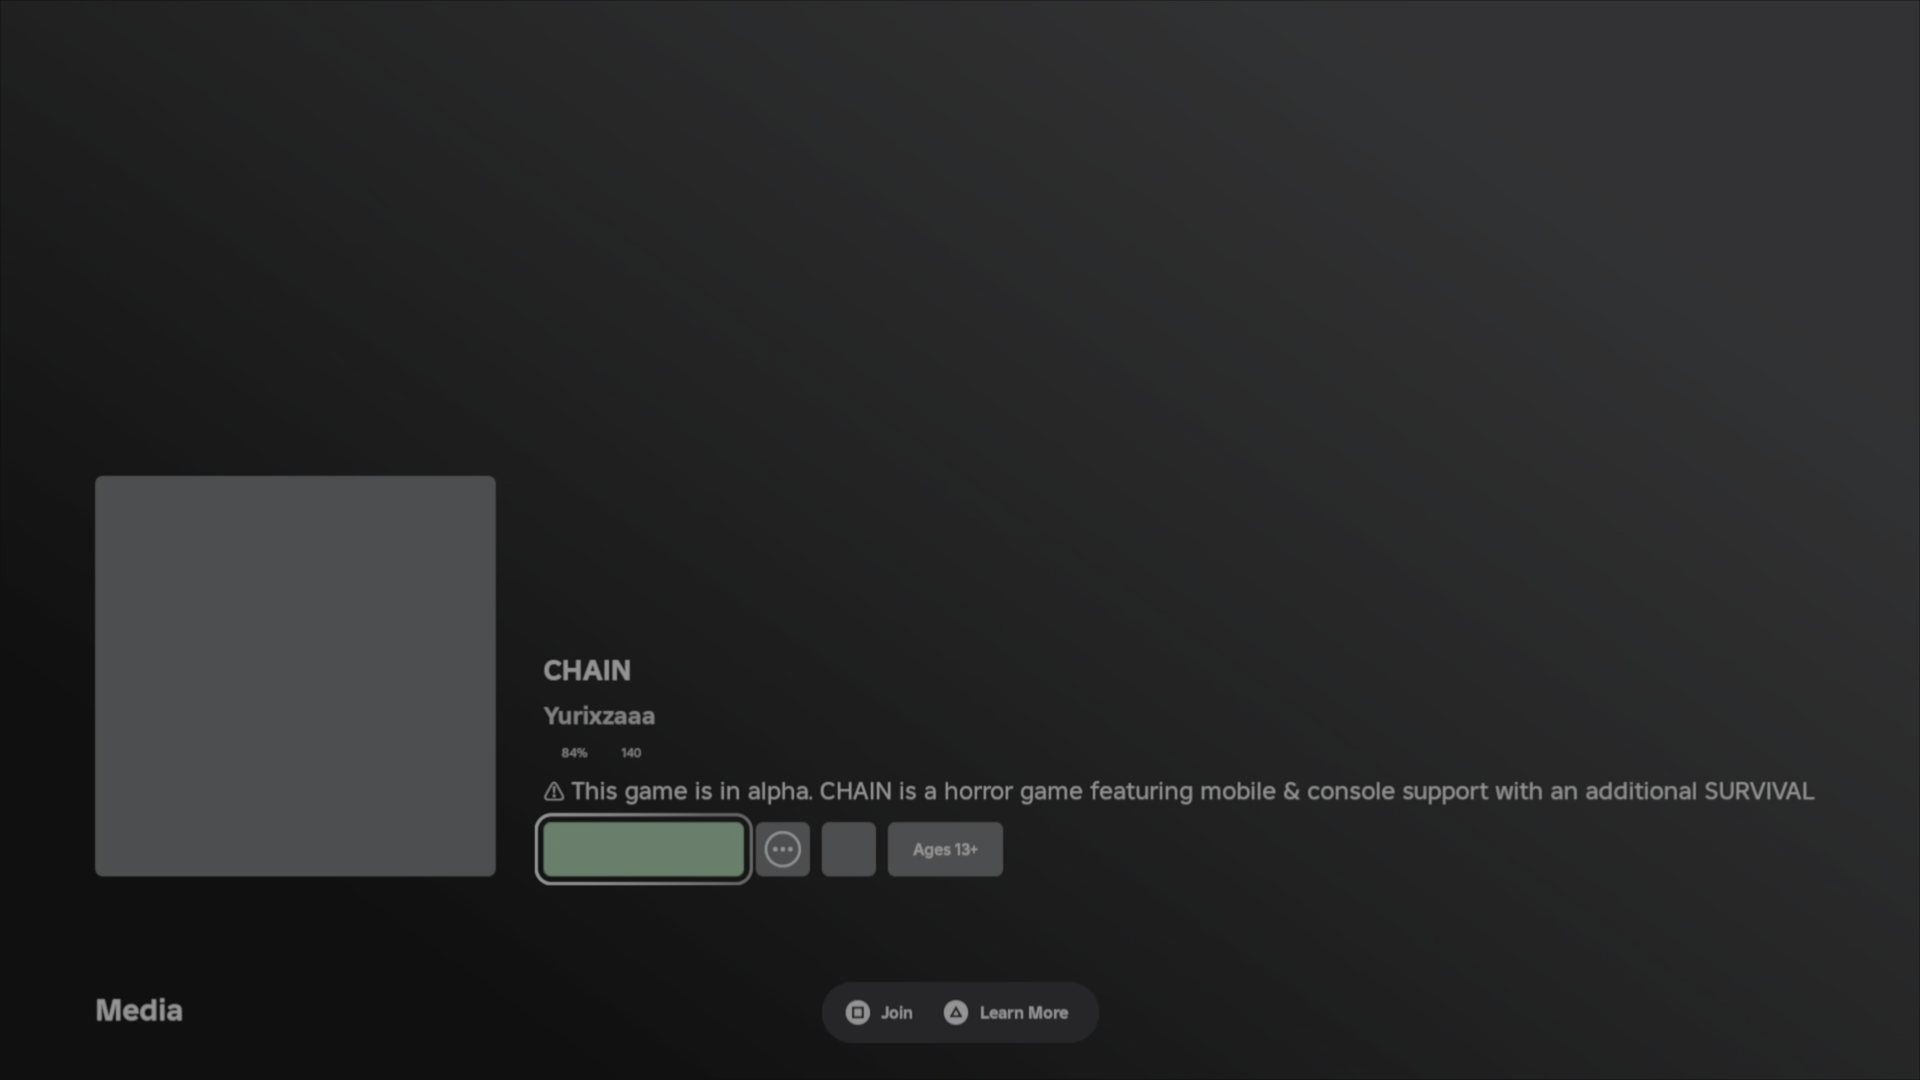 CHAIN
Yurixzaaa
84% 140
⚠ This game is in alpha. CHAIN is a horror game featuring mobile & console support with an additional SURVIVAL
Ages 13+
Media
Join Learn More